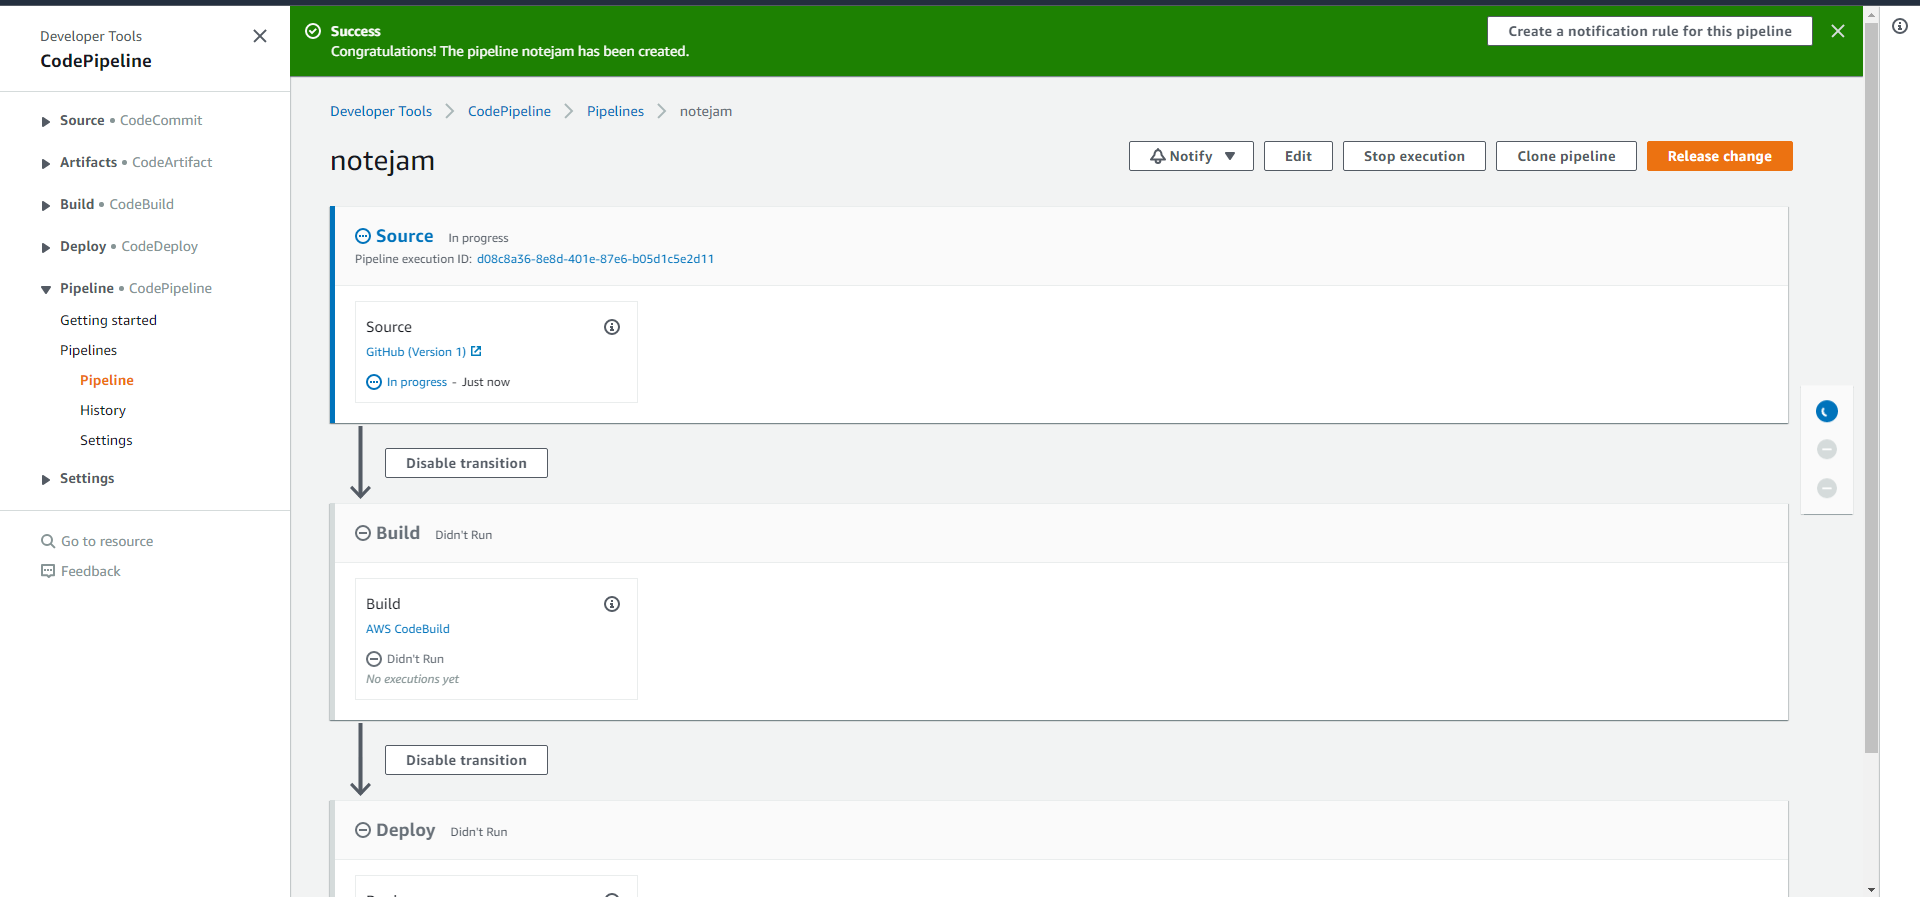 Developer Tools
CodePipeline
Source • CodeCommit
Artifacts • CodeArtifact
Build • CodeBuild
Deploy • CodeDeploy
Pipeline • CodePipeline
Getting started
Pipelines
Pipeline
History
Settings
Settings
Go to resource
Feedback
Success
Congratulations! The pipeline notejam has been created.
Create a notification rule for this pipeline
Developer Tools > CodePipeline > Pipelines > notejam
notejam
Notify
Edit
Stop execution
Clone pipeline
Release change
Source In progress
Pipeline execution ID: d08c8a36-8e8d-401e-87e6-b05d1c5e2d11
Source
GitHub (Version 1)
In progress - Just now
Disable transition
Build Didn't Run
Build
AWS CodeBuild
Didn't Run
No executions yet
Disable transition
Deploy Didn't Run